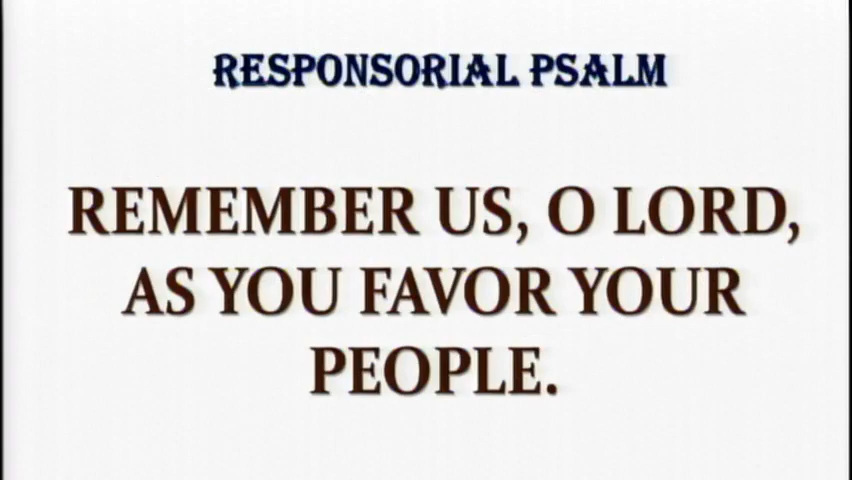 RESPONSORIAL PSALM
REMEMBER US, O LORD,
AS YOU FAVOR YOUR
PEOPLE.